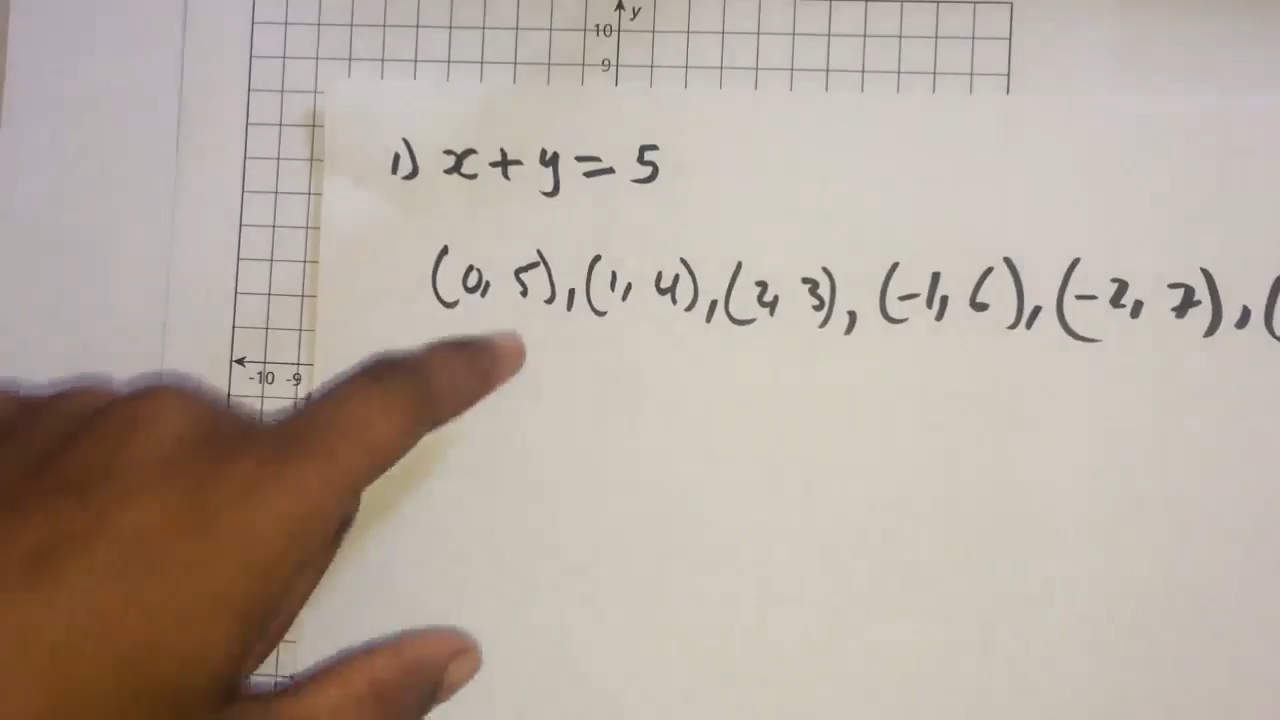 y
10
9
1) x + y = 5
(0, 5), (1, 4), (2, 3), (-1, 6), (-2, 7), (
-10 -9